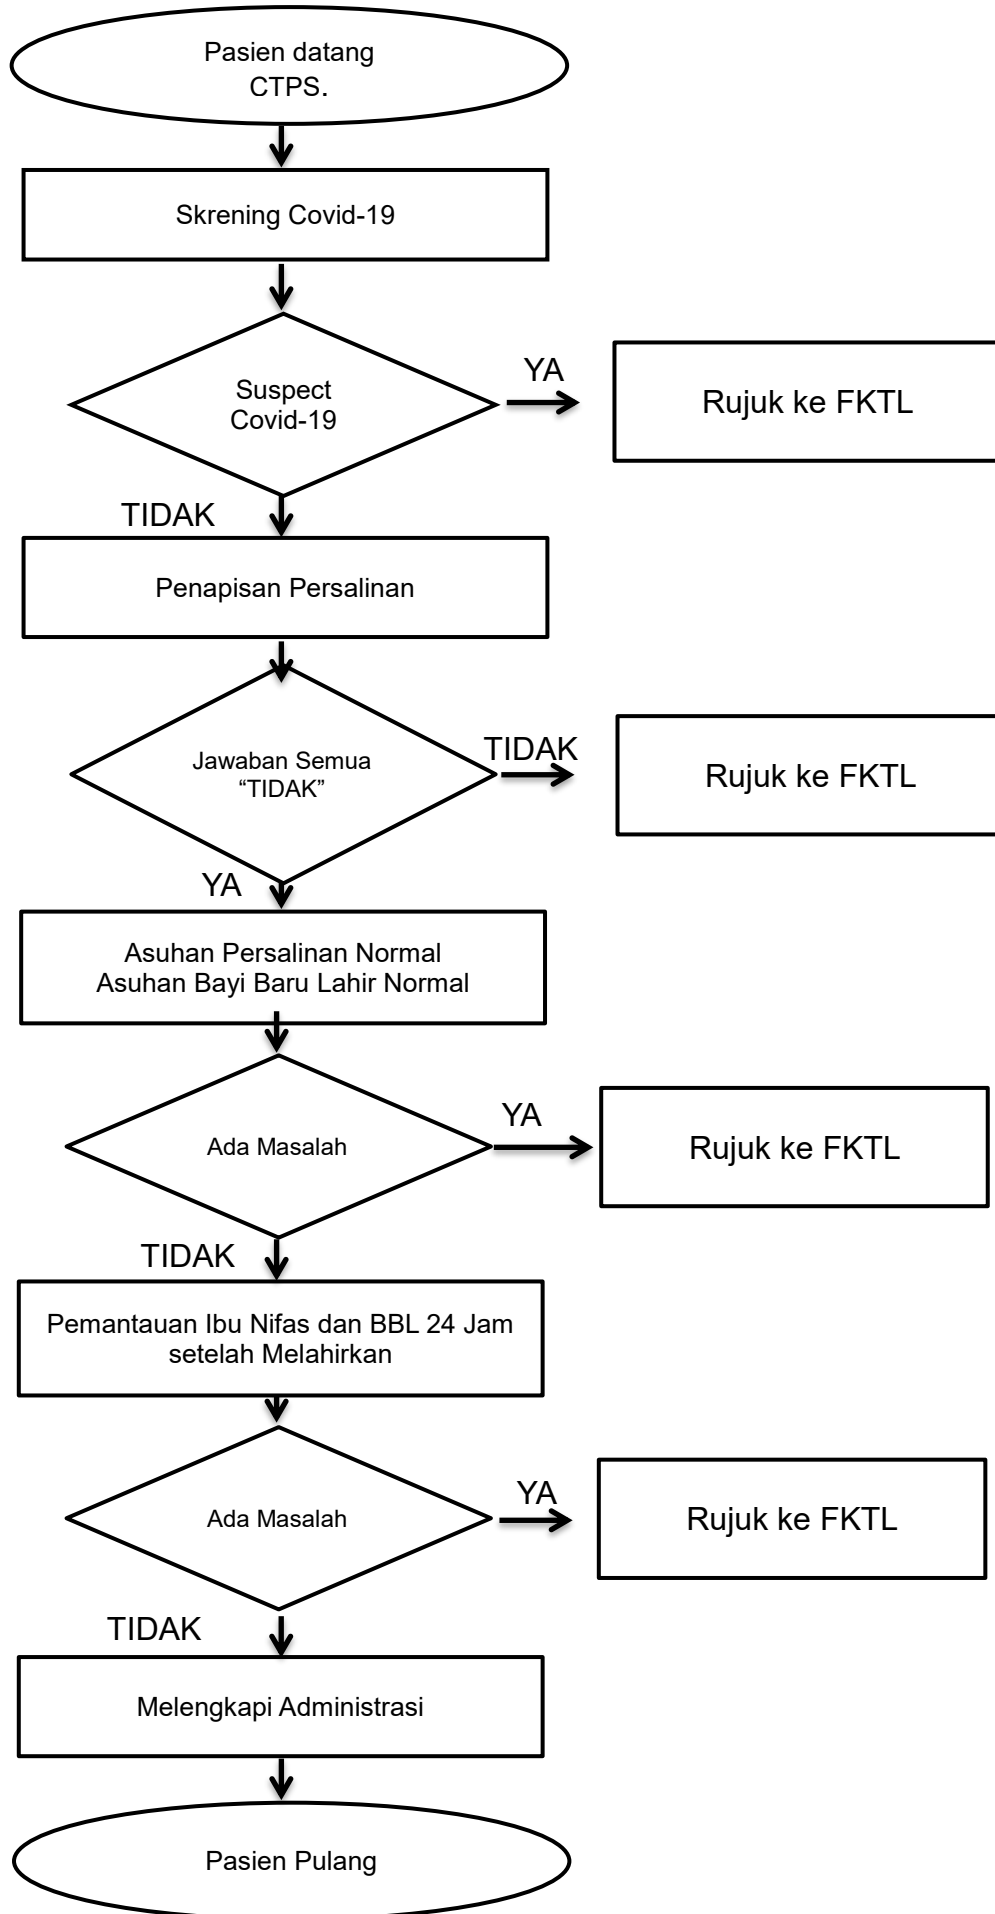 Pasien datang
CTPS.
Skrening Covid-19
Suspect
Covid-19
YA
Rujuk ke FKTL
TIDAK
Penapisan Persalinan
Jawaban Semua
“TIDAK”
TIDAK
Rujuk ke FKTL
YA
Asuhan Persalinan Normal
Asuhan Bayi Baru Lahir Normal
Ada Masalah
YA
Rujuk ke FKTL
TIDAK
Pemantauan Ibu Nifas dan BBL 24 Jam
setelah Melahirkan
Ada Masalah
YA
Rujuk ke FKTL
TIDAK
Melengkapi Administrasi
Pasien Pulang